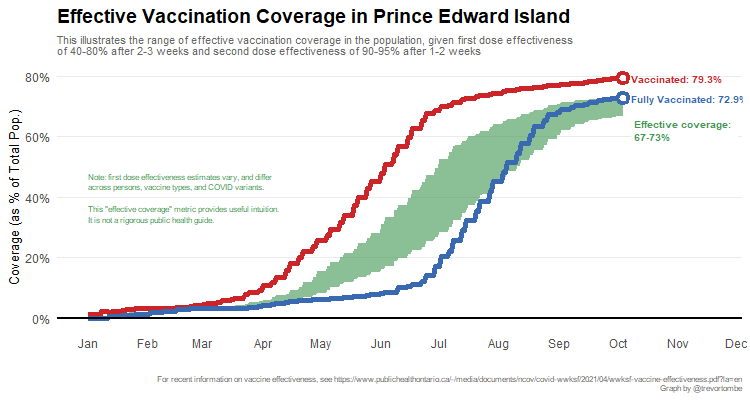 Effective Vaccination Coverage in Prince Edward Island
This illustrates the range of effective vaccination coverage in the population, given first dose effectiveness
of 40-80% after 2-3 weeks and second dose effectiveness of 90-95% after 1-2 weeks
Coverage (as % of Total Pop.)
80%
60%
40%
20%
0%
Vaccinated: 79.3%
Fully Vaccinated: 72.9%
Effective coverage:
67-73%
Note: first dose effectiveness estimates vary, and differ
across persons, vaccine types, and COVID variants.
This "effective coverage" metric provides useful intuition.
It is not a rigorous public health guide.
Jan Feb Mar Apr May Jun Jul Aug Sep Oct Nov Dec
For recent information on vaccine effectiveness, see https://www.publichealthontario.ca/-/media/documents/ncov/covid-wwksf/2021/04/wwksf-vaccine-effectiveness.pdf?la=en
Graph by @trevortombe